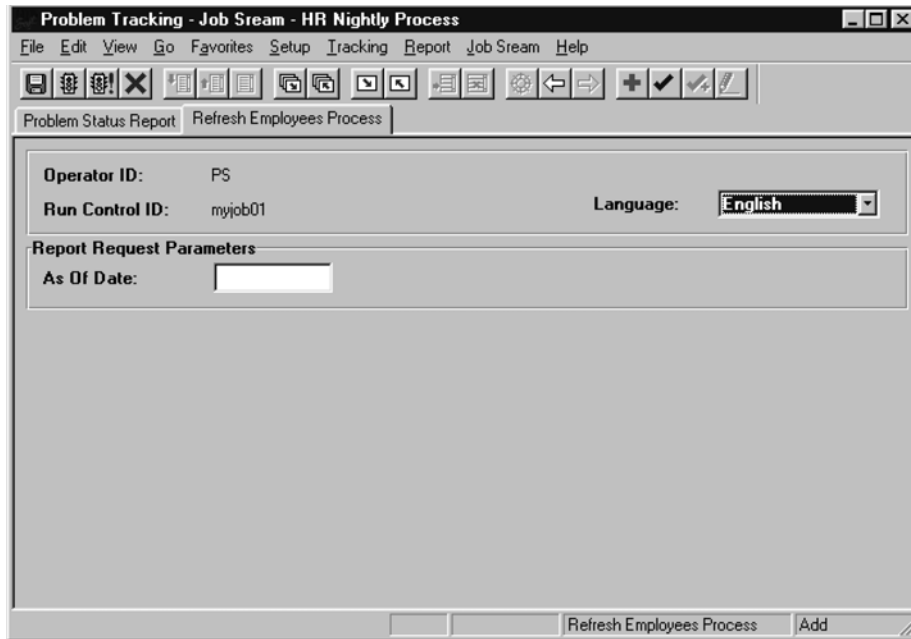 Problem Tracking - Job Sream - HR Nightly Process
File Edit View Go Favorites Setup Tracking Report Job Sream Help
Problem Status Report Refresh Employees Process
Operator ID: PS
Run Control ID: myjob01 Language: English
Report Request Parameters
As Of Date:
Refresh Employees Process Add